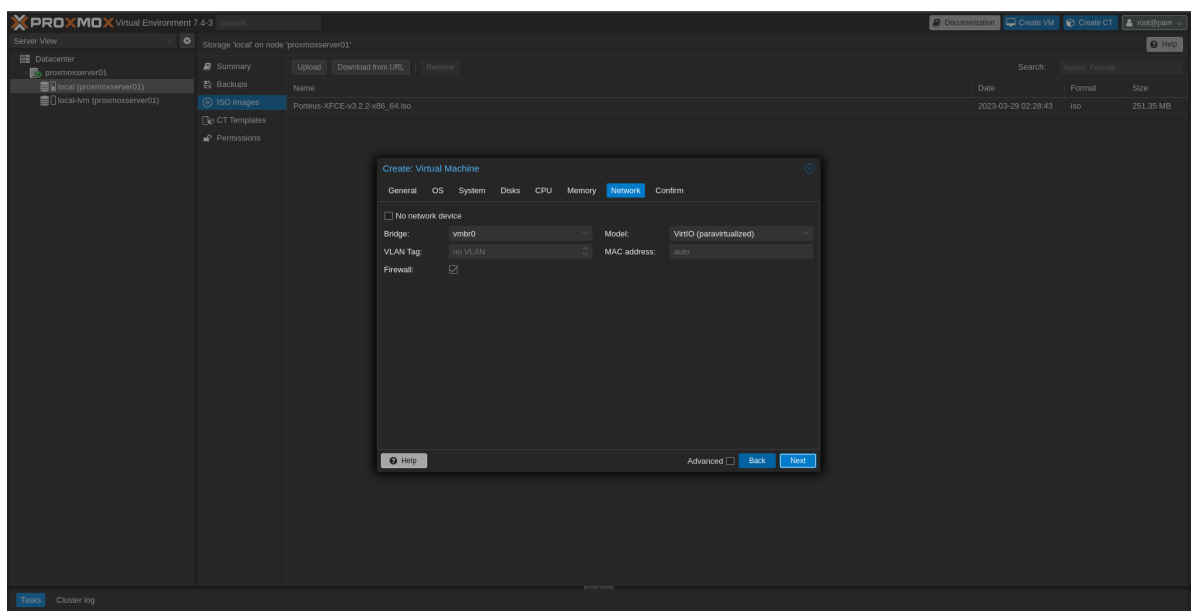 PROXMOX Virtual Environment 7.4-3 Search
Documentation Create VM Create CT root@pam
Server View
Storage 'local' on node 'proxmoxserver01' Help
Datacenter
proxmoxserver01
local (proxmoxserver01)
local-lvm (proxmoxserver01)
Summary
Backups
ISO Images
CT Templates
Permissions
Upload Download from URL Remove Search: Name, Format
Name Date Format Size
Porteus-XFCE-v3.2.2-x86_64.iso 2023-03-29 02:28:43 iso 251.35 MB
Create: Virtual Machine
General OS System Disks CPU Memory Network Confirm
No network device
Bridge: vmbr0 Model: VirtIO (paravirtualized)
VLAN Tag: no VLAN MAC address: auto
Firewall:
Help Advanced Back Next
Tasks Cluster log